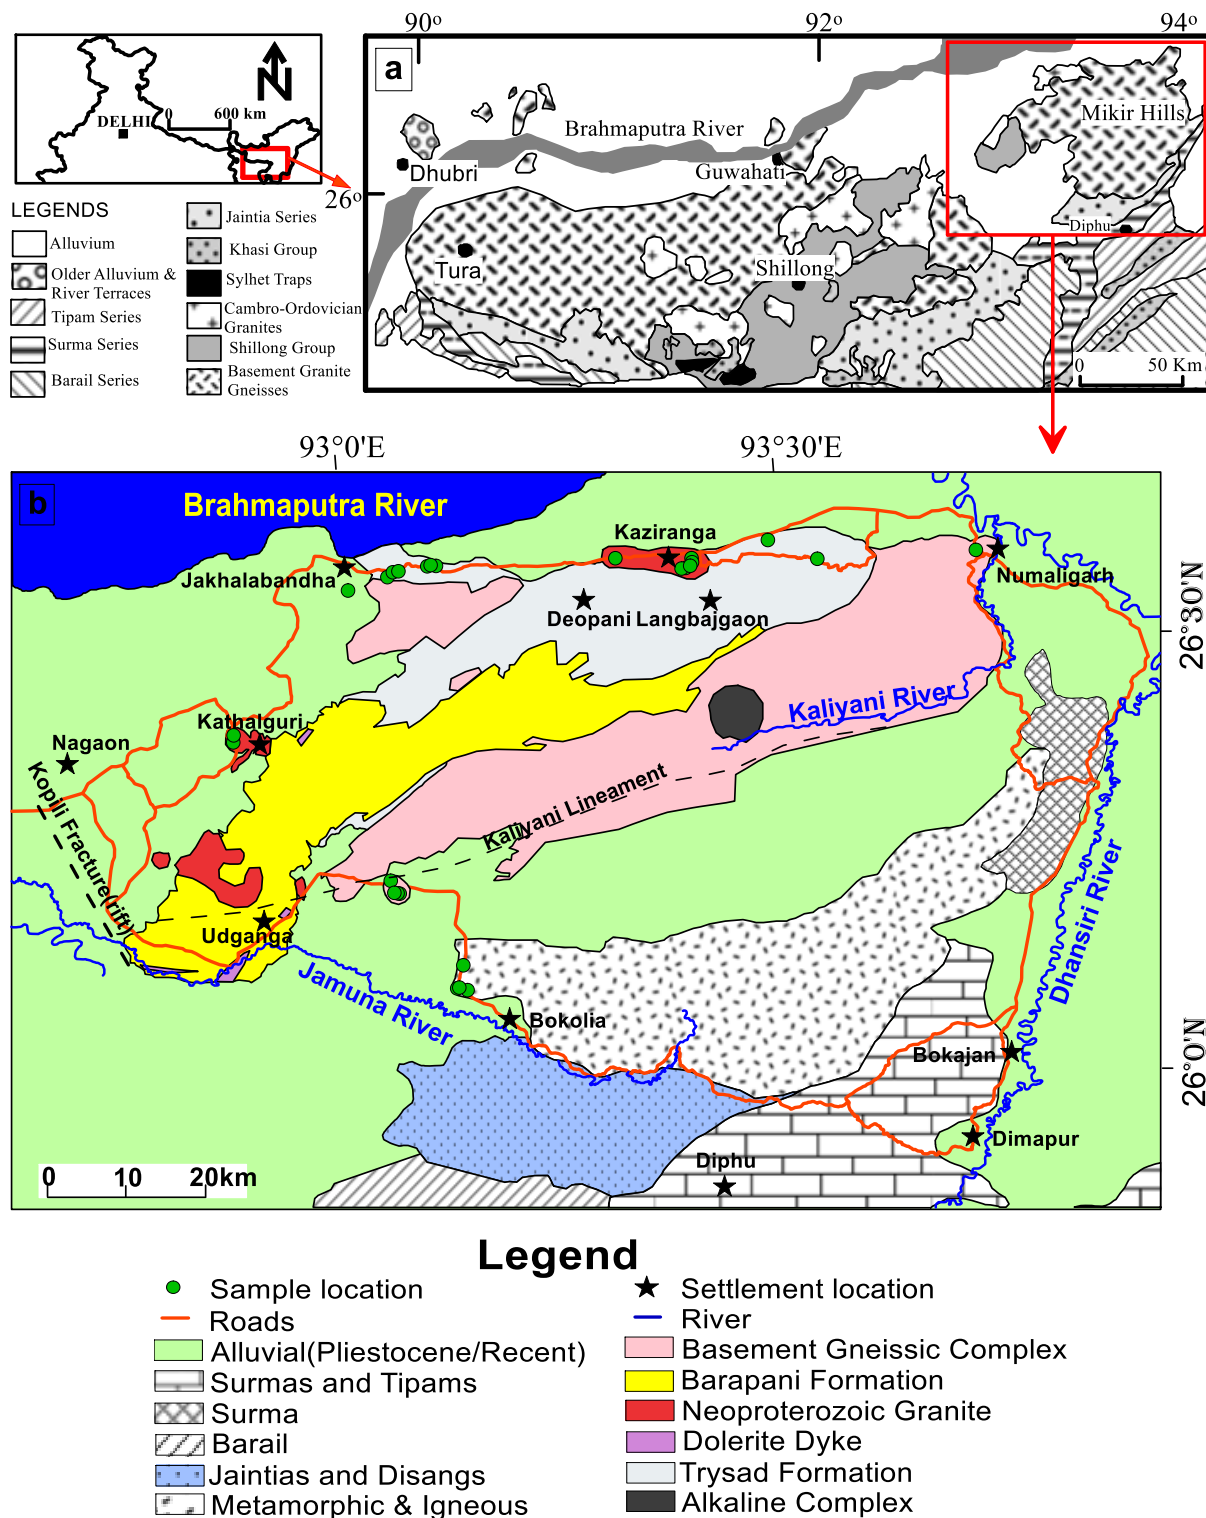 90°
92°
94°
N
0
600 km
DELHI
a
Brahmaputra River
Mikir Hills
Dhubri
Guwahati
26°
Diphu
Tura
Shillong
0
50 Km
LEGENDS
Alluvium
Older Alluvium &
River Terraces
Tipam Series
Surma Series
Barail Series
Jaintia Series
Khasi Group
Sylhet Traps
Cambro-Ordovician
Granites
Shillong Group
Basement Granite
Gneisses
93°0'E
93°30'E
b
Brahmaputra River
Kaziranga
Jakhalabandha
Numaligarh
Deopani
Langbajgaon
26°30'N
Kaliyani River
Kathalguri
Nagaon
Kopili Fracture(rift)
Kaliyani Lineament
Udganga
Jamuna River
Dhansiri River
Bokolia
Bokajan
26°0'N
Dimapur
Diphu
0
10
20km
Legend
Sample location
Roads
Alluvial(Pliestocene/Recent)
Surmas and Tipams
Surma
Barail
Jaintias and Disangs
Metamorphic & Igneous
Settlement location
River
Basement Gneissic Complex
Barapani Formation
Neoproterozoic Granite
Dolerite Dyke
Trysad Formation
Alkaline Complex